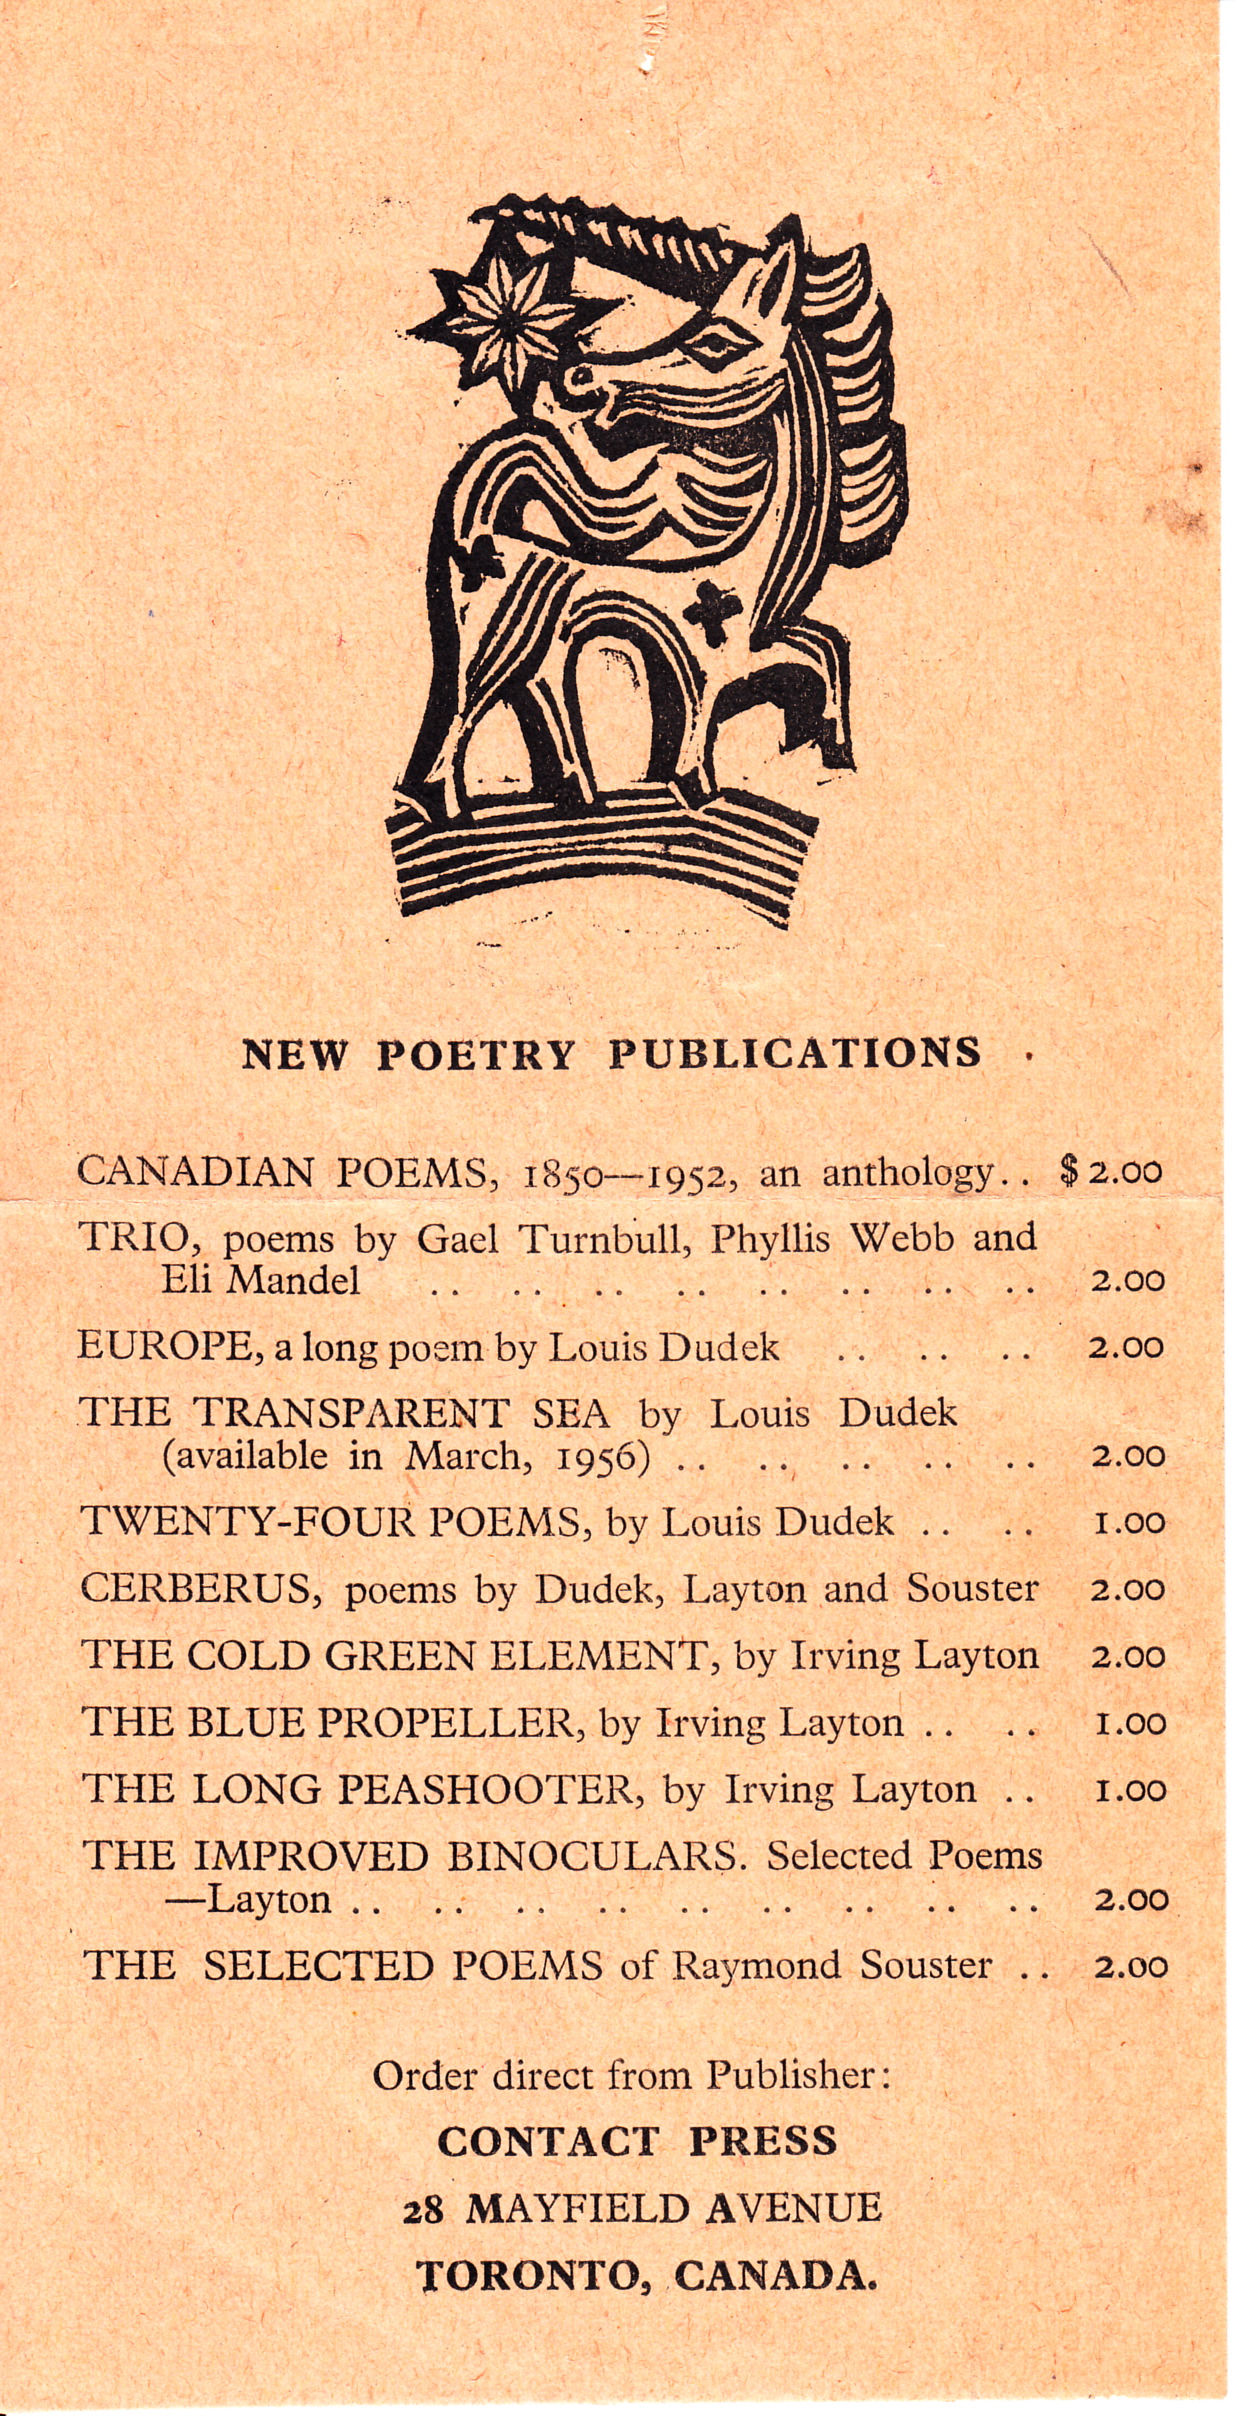 NEW POETRY PUBLICATIONS
CANADIAN POEMS, 1850—1952, an anthology.. $2.00
TRIO, poems by Gael Turnbull, Phyllis Webb and
Eli Mandel .. .. .. .. .. .. .. .. 2.00
EUROPE, a long poem by Louis Dudek .. .. .. 2.00
THE TRANSPARENT SEA by Louis Dudek
(available in March, 1956) .. .. .. .. .. 2.00
TWENTY-FOUR POEMS, by Louis Dudek .. .. 1.00
CERBERUS, poems by Dudek, Layton and Souster 2.00
THE COLD GREEN ELEMENT, by Irving Layton 2.00
THE BLUE PROPELLER, by Irving Layton .. .. 1.00
THE LONG PEASHOOTER, by Irving Layton .. 1.00
THE IMPROVED BINOCULARS. Selected Poems
—Layton .. .. .. .. .. .. .. .. .. 2.00
THE SELECTED POEMS of Raymond Souster .. 2.00
Order direct from Publisher:
CONTACT PRESS
28 MAYFIELD AVENUE
TORONTO, CANADA.